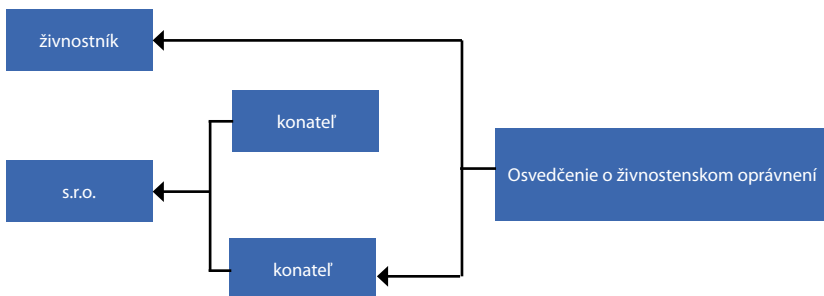 živnostník
konateľ
Osvedčenie o živnostenskom oprávnení
s.r.o.
konateľ